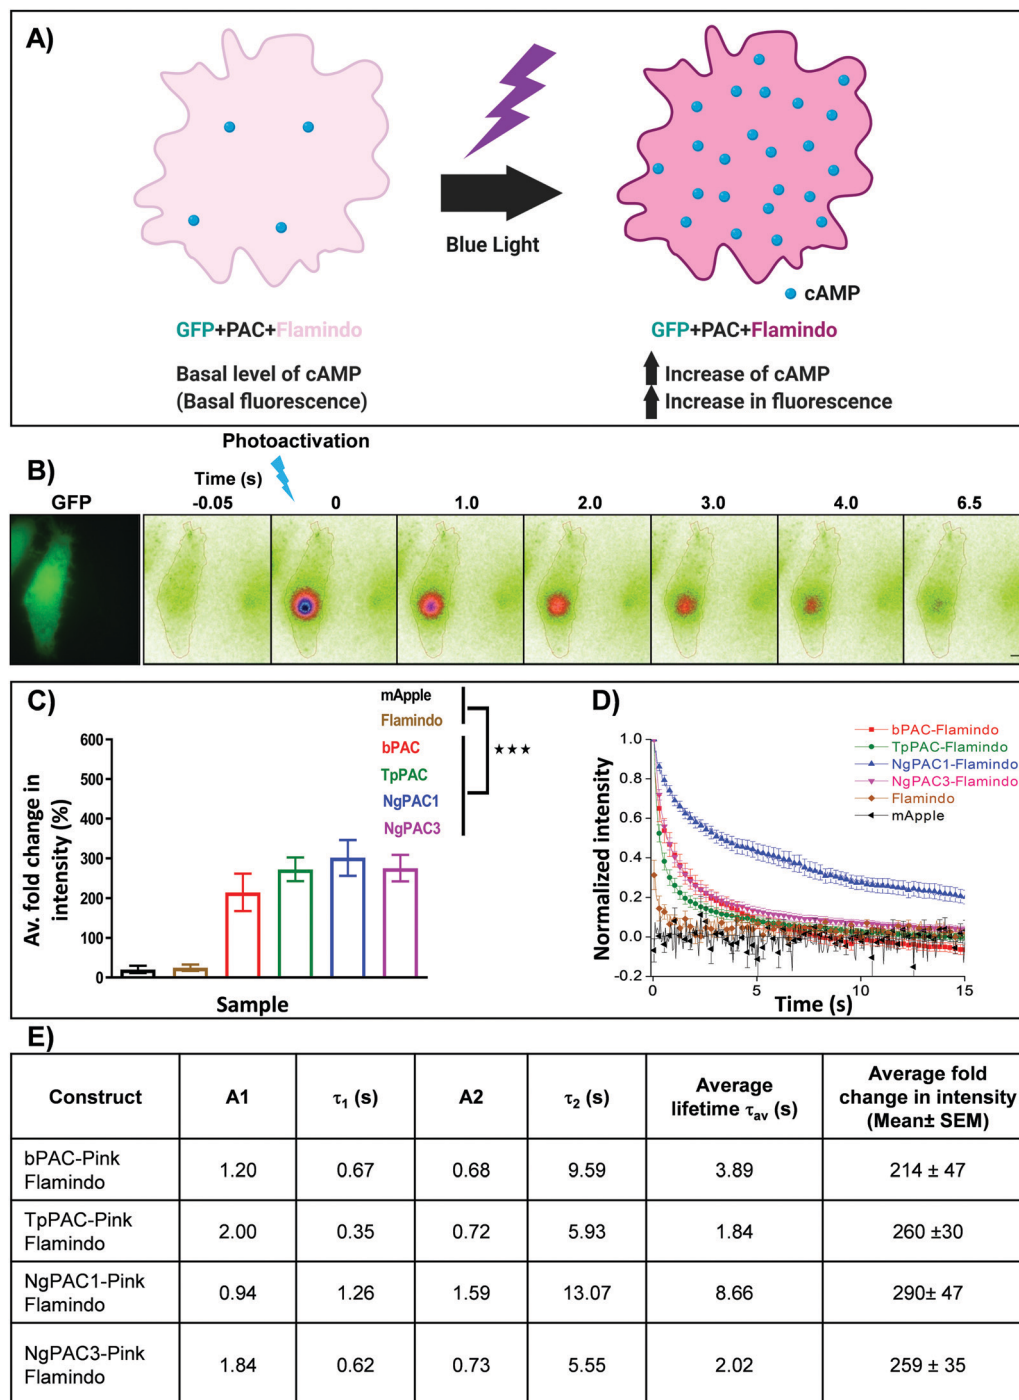 A)
Blue Light
cAMP
GFP+PAC+Flamindo
GFP+PAC+Flamindo
Basal level of cAMP
(Basal fluorescence)
Increase of cAMP
Increase in fluorescence
Photoactivation
B)
Time (s)
GFP
-0.05
0
1.0
2.0
3.0
4.0
6.5
C)
mApple
Flamindo
bPAC
TpPAC
NgPAC1
NgPAC3
★★★
Av. fold change in
intensity (%)
600
500
400
300
200
100
0
Sample
D)
bPAC-Flamindo
TpPAC-Flamindo
NgPAC1-Flamindo
NgPAC3-Flamindo
Flamindo
mApple
Normalized intensity
1.0
0.8
0.6
0.4
0.2
0.0
-0.2
0
5
10
15
Time (s)
E)
Construct A1 τ1 (s) A2 τ2 (s) Average lifetime τav (s) Average fold change in intensity (Mean± SEM)
bPAC-Pink Flamindo 1.20 0.67 0.68 9.59 3.89 214 ± 47
TpPAC-Pink Flamindo 2.00 0.35 0.72 5.93 1.84 260 ±30
NgPAC1-Pink Flamindo 0.94 1.26 1.59 13.07 8.66 290± 47
NgPAC3-Pink Flamindo 1.84 0.62 0.73 5.55 2.02 259 ± 35